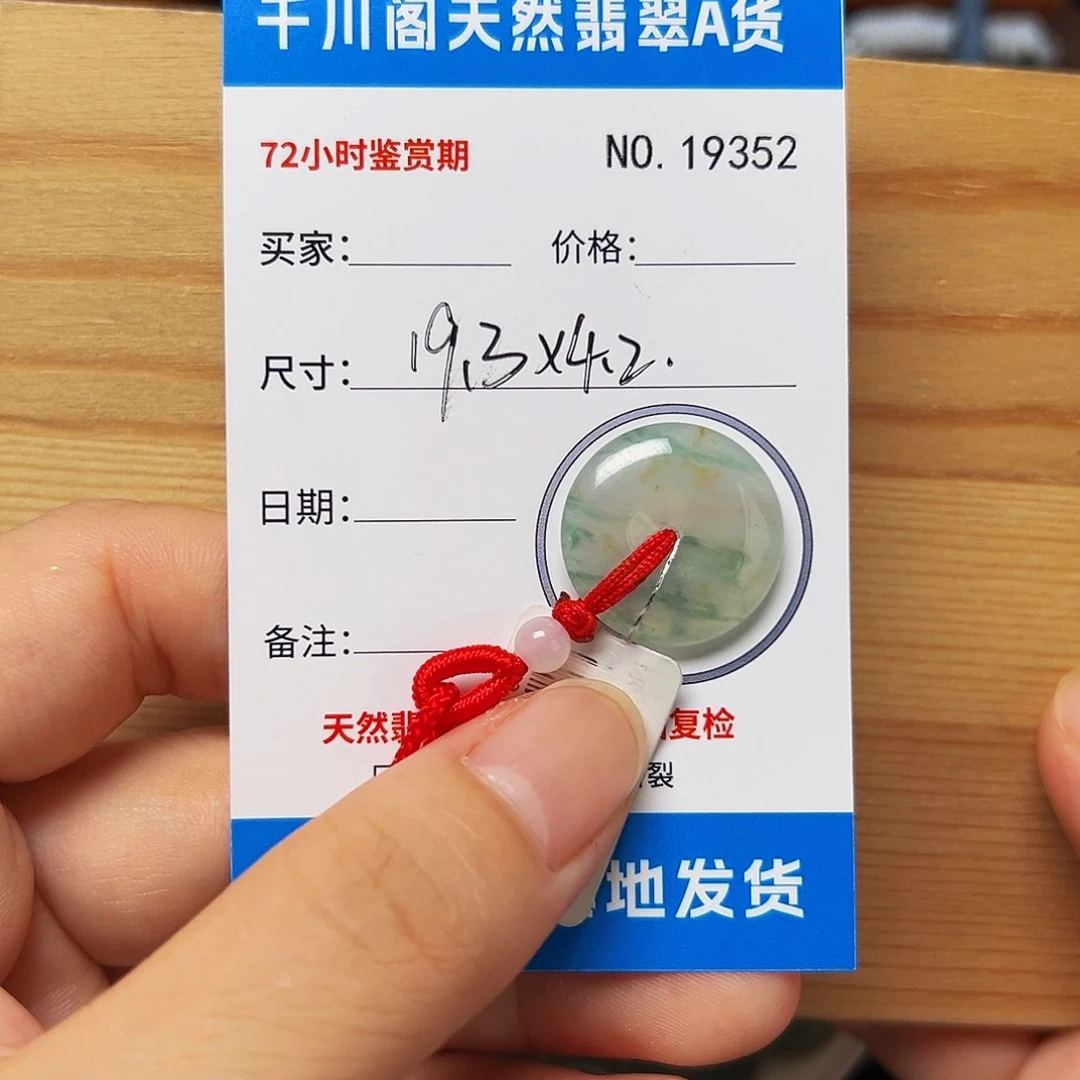 千川阁天然翡翠A货
72小时鉴赏期 NO. 19352
买家: 价格:
尺寸: 19.3×4.2.
日期:
备注:
天然 复检
裂
地发货